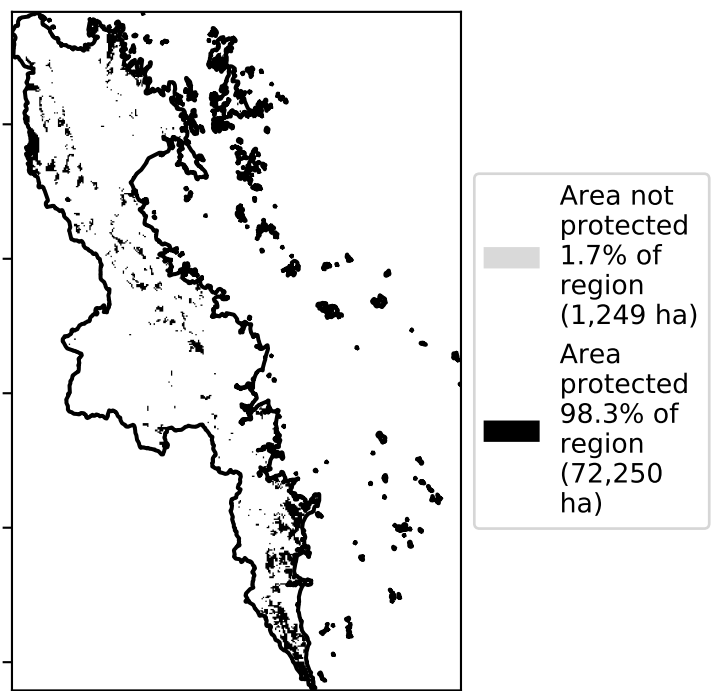 Area not
protected
1.7% of
region
(1,249 ha)
Area
protected
98.3% of
region
(72,250
ha)